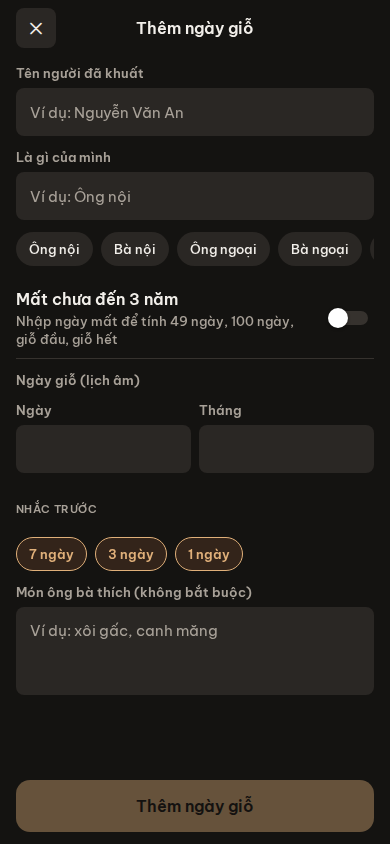 Thêm ngày giỗ
Tên người đã khuất
Ví dụ: Nguyễn Văn An
Là gì của mình
Ví dụ: Ông nội
Ông nội
Bà nội
Ông ngoại
Bà ngoại
Mất chưa đến 3 năm
Nhập ngày mất để tính 49 ngày, 100 ngày,
giỗ đầu, giỗ hết
Ngày giỗ (lịch âm)
Ngày
Tháng
NHẮC TRƯỚC
7 ngày
3 ngày
1 ngày
Món ông bà thích (không bắt buộc)
Ví dụ: xôi gấc, canh măng
Thêm ngày giỗ